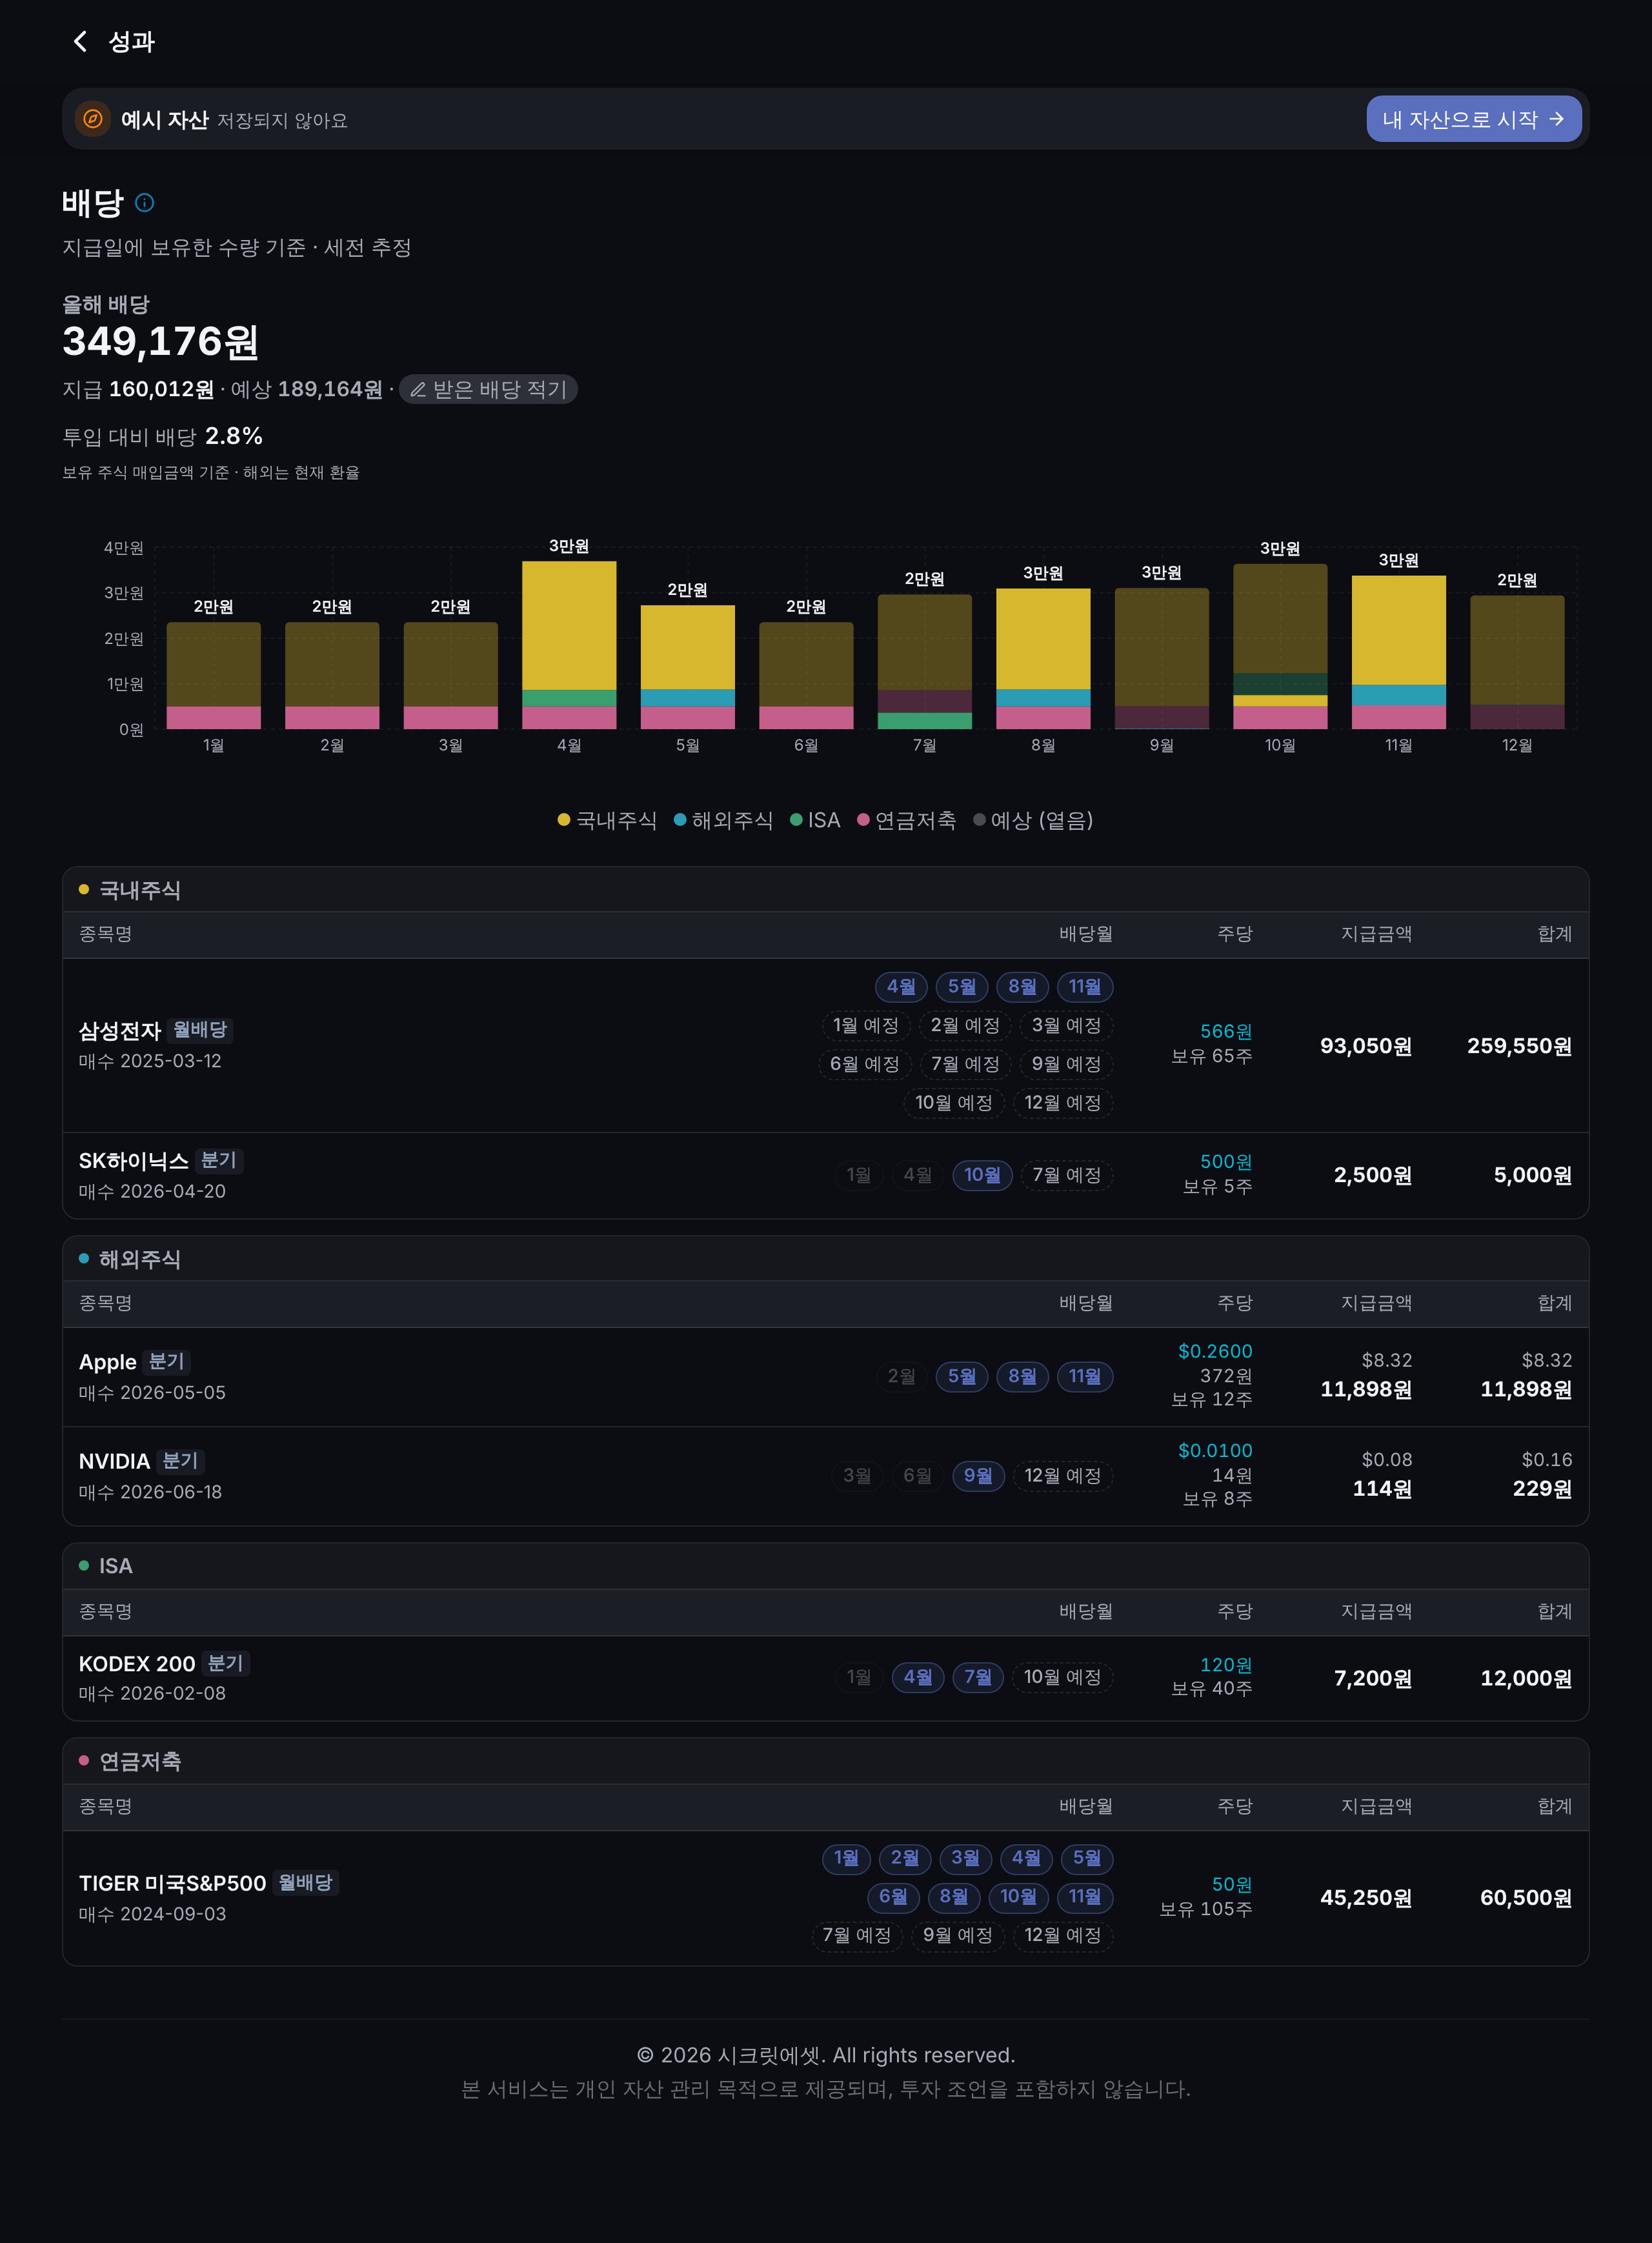 성과
예시 자산 저장되지 않아요
내 자산으로 시작 →
배당
지급일에 보유한 수량 기준 · 세전 추정
올해 배당
349,176원
지급 160,012원 · 예상 189,164원 · 받은 배당 적기
투입 대비 배당 2.8%
보유 주식 매입금액 기준 · 해외는 현재 환율
4만원
3만원
2만원
1만원
0원
2만원 2만원 2만원 3만원 2만원 2만원 2만원 3만원 3만원 3만원 3만원 2만원
1월 2월 3월 4월 5월 6월 7월 8월 9월 10월 11월 12월
국내주식 해외주식 ISA 연금저축 예상 (옅음)
국내주식
종목명 배당월 주당 지급금액 합계
삼성전자 월배당
매수 2025-03-12
4월 5월 8월 11월
1월 예정 2월 예정 3월 예정
6월 예정 7월 예정 9월 예정
10월 예정 12월 예정
566원
보유 65주
93,050원
259,550원
SK하이닉스 분기
매수 2026-04-20
1월 4월 10월 7월 예정
500원
보유 5주
2,500원
5,000원
해외주식
종목명 배당월 주당 지급금액 합계
Apple 분기
매수 2026-05-05
2월 5월 8월 11월
$0.2600
372원
보유 12주
$8.32
11,898원
$8.32
11,898원
NVIDIA 분기
매수 2026-06-18
3월 6월 9월 12월 예정
$0.0100
14원
보유 8주
$0.08
114원
$0.16
229원
ISA
종목명 배당월 주당 지급금액 합계
KODEX 200 분기
매수 2026-02-08
1월 4월 7월 10월 예정
120원
보유 40주
7,200원
12,000원
연금저축
종목명 배당월 주당 지급금액 합계
TIGER 미국S&P500 월배당
매수 2024-09-03
1월 2월 3월 4월 5월
6월 8월 10월 11월
7월 예정 9월 예정 12월 예정
50원
보유 105주
45,250원
60,500원
© 2026 시크릿에셋. All rights reserved.
본 서비스는 개인 자산 관리 목적으로 제공되며, 투자 조언을 포함하지 않습니다.